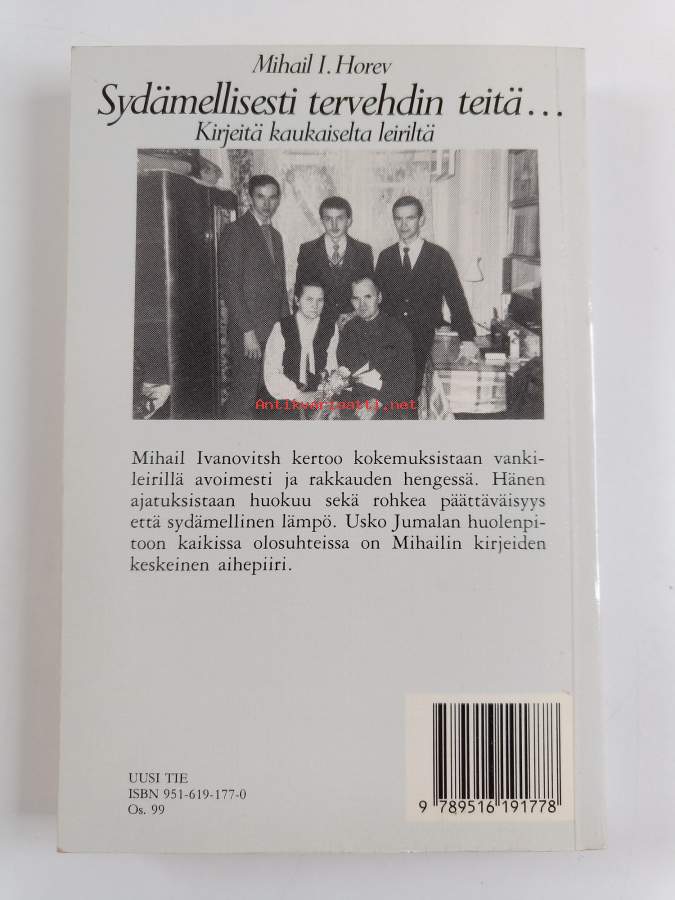 Mihail I. Horev
Sydämellisesti tervehdin teitä...
Kirjeitä kaukaiselta leiriltä
Antikvariaatti.net
Mihail Ivanovitsh kertoo kokemuksistaan vanki-
leirillä avoimesti ja rakkauden hengessä. Hänen
ajatuksistaan huokuu sekä rohkea päättäväisyys
että sydämellinen lämpö. Usko Jumalan huolenpi-
toon kaikissa olosuhteissa on Mihailin kirjeiden
keskeinen aihepiiri.
UUSI TIE
ISBN 951-619-177-0
Os. 99
9 789516 191778